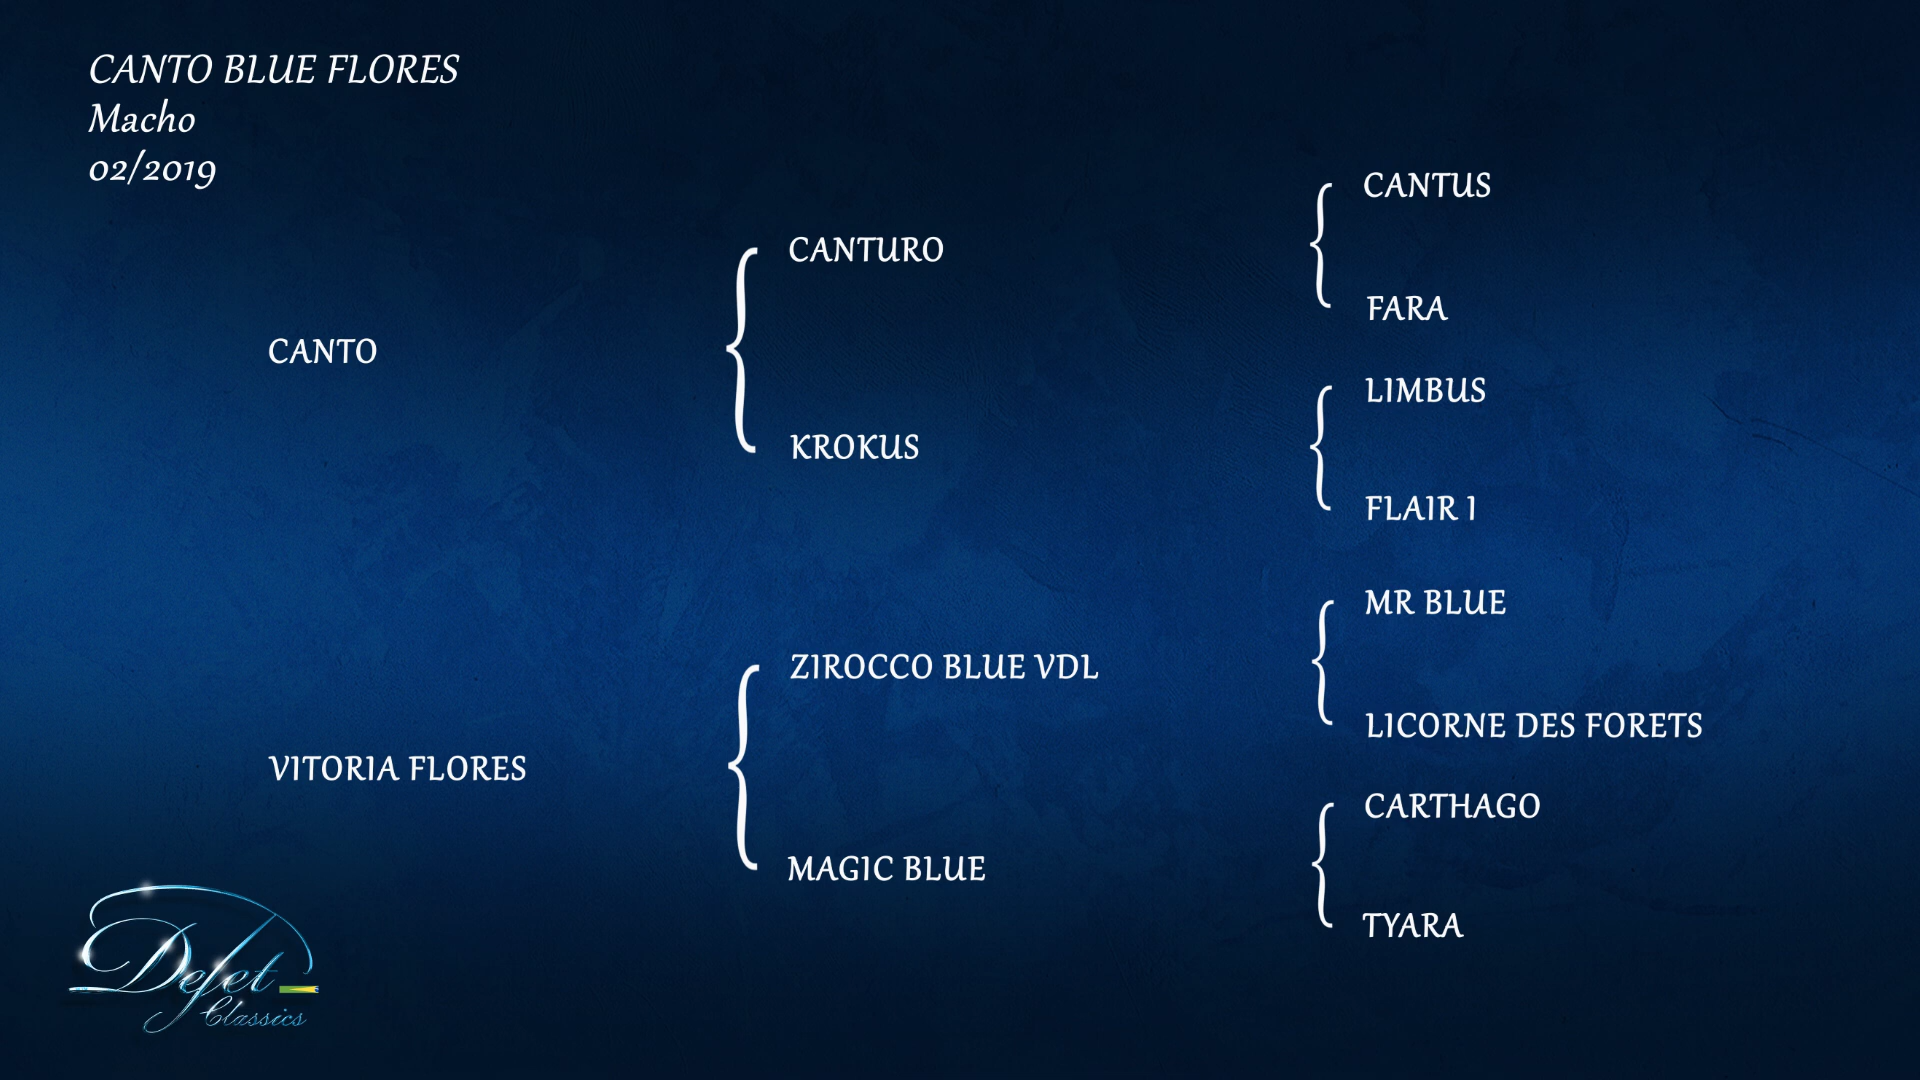 CANTO BLUE FLORES
Macho
02/2019
CANTO
CANTURO
KROKUS
CANTUS
FARA
LIMBUS
FLAIR I
VITORIA FLORES
ZIROCCO BLUE VDL
MAGIC BLUE
MR BLUE
LICORNE DES FORETS
CARTHAGO
TYARA
Classics